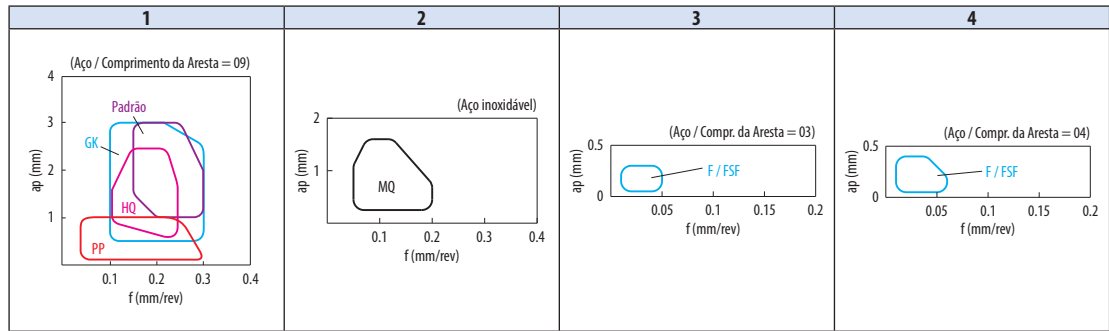 1
2
3
4
(Aço / Comprimento da Aresta = 09)
4
3
2
1
ap (mm)
Padrão
GK
HQ
PP
0.1 0.2 0.3 0.4
f (mm/rev)
(Aço inoxidável)
2
1
ap (mm)
MQ
0.1 0.2 0.3 0.4
f (mm/rev)
(Aço / Compr. da Aresta = 03)
0.5
0
ap (mm)
F / FSF
0.05 0.1 0.15 0.2
f (mm/rev)
(Aço / Compr. da Aresta = 04)
0.5
0
ap (mm)
F / FSF
0.05 0.1 0.15 0.2
f (mm/rev)